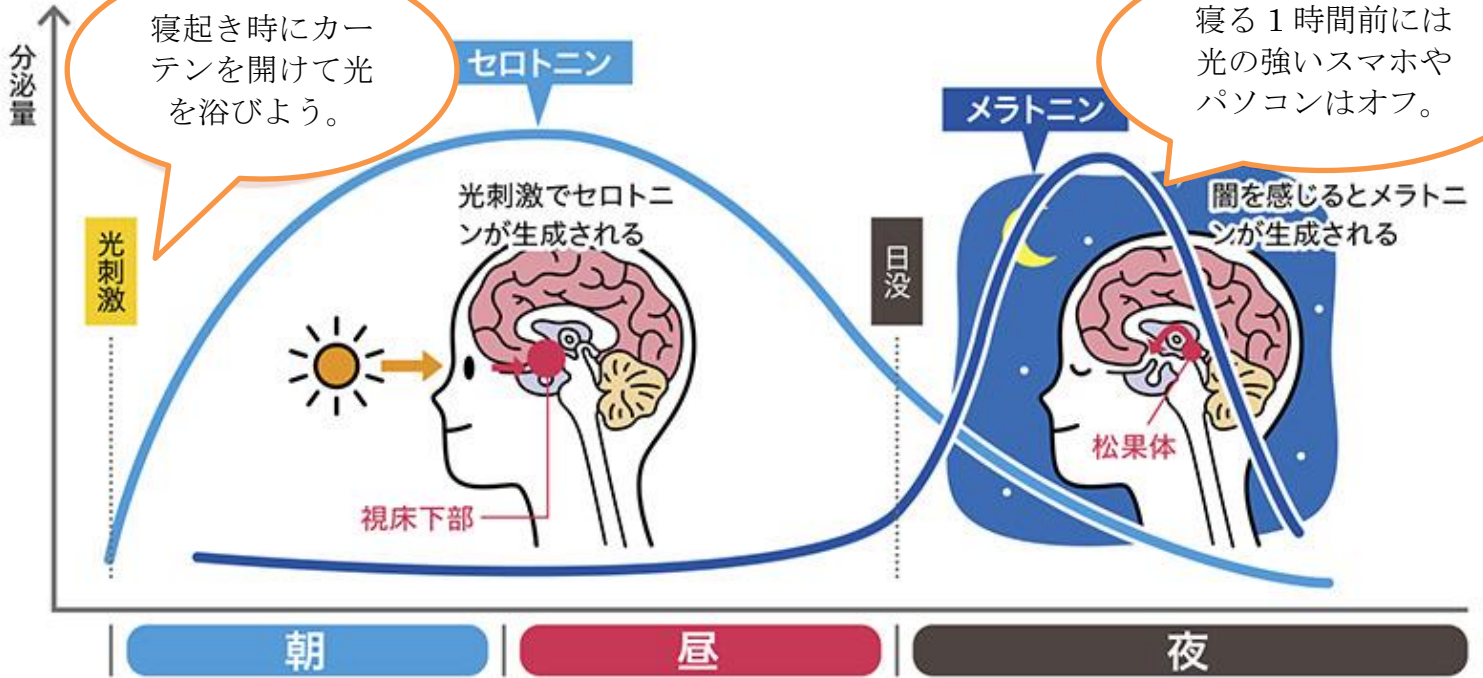 分泌量
寝起き時にカー
テンを開けて光
を浴びよう。
セロトニン
寝る１時間前には
光の強いスマホや
パソコンはオフ。
メラトニン
光刺激
光刺激でセロトニ
ンが生成される
日没
闇を感じるとメラトニ
ンが生成される
視床下部
松果体
朝
昼
夜